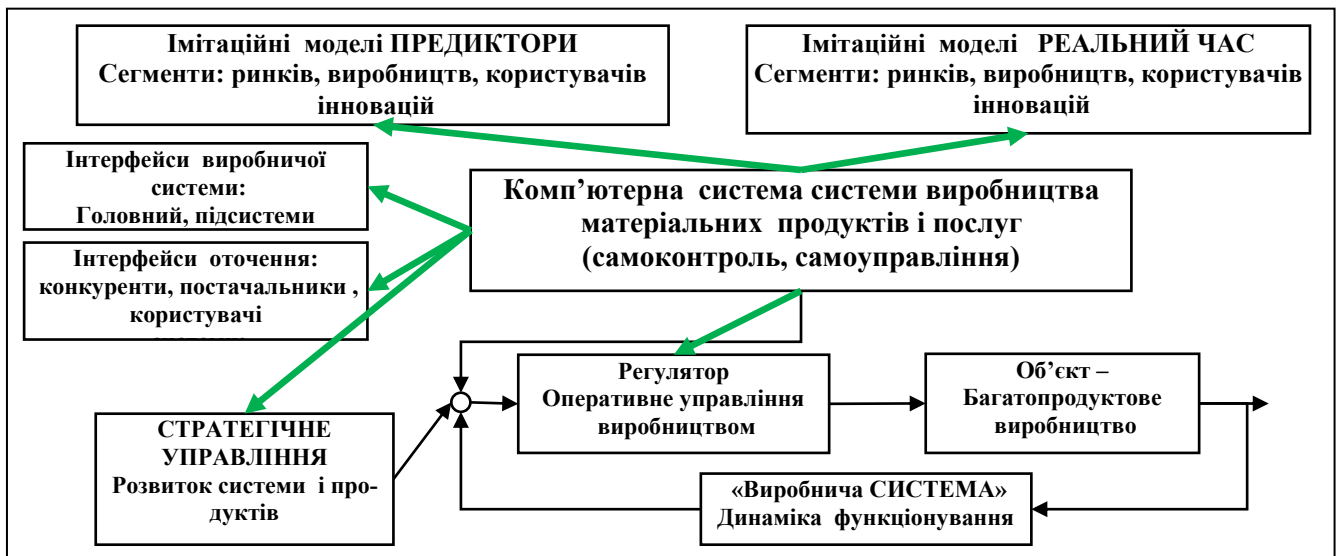 Імітаційні моделі ПРЕДИКТОРИ
Сегменти: ринків, виробництв, користувачів
інновацій
Імітаційні моделі РЕАЛЬНИЙ ЧАС
Сегменти: ринків, виробництв, користувачів
інновацій
Інтерфейси виробничої
системи:
Головний, підсистеми
Комп’ютерна система системи виробництва
матеріальних продуктів і послуг
(самоконтроль, самоуправління)
Інтерфейси оточення:
конкуренти, постачальники ,
користувачі
Регулятор
Оперативне управління
виробництвом
Об’єкт –
Багатопродуктове
виробництво
СТРАТЕГІЧНЕ
УПРАВЛІННЯ
Розвиток системи і про-
дуктів
«Виробнича СИСТЕМА»
Динаміка функціонування